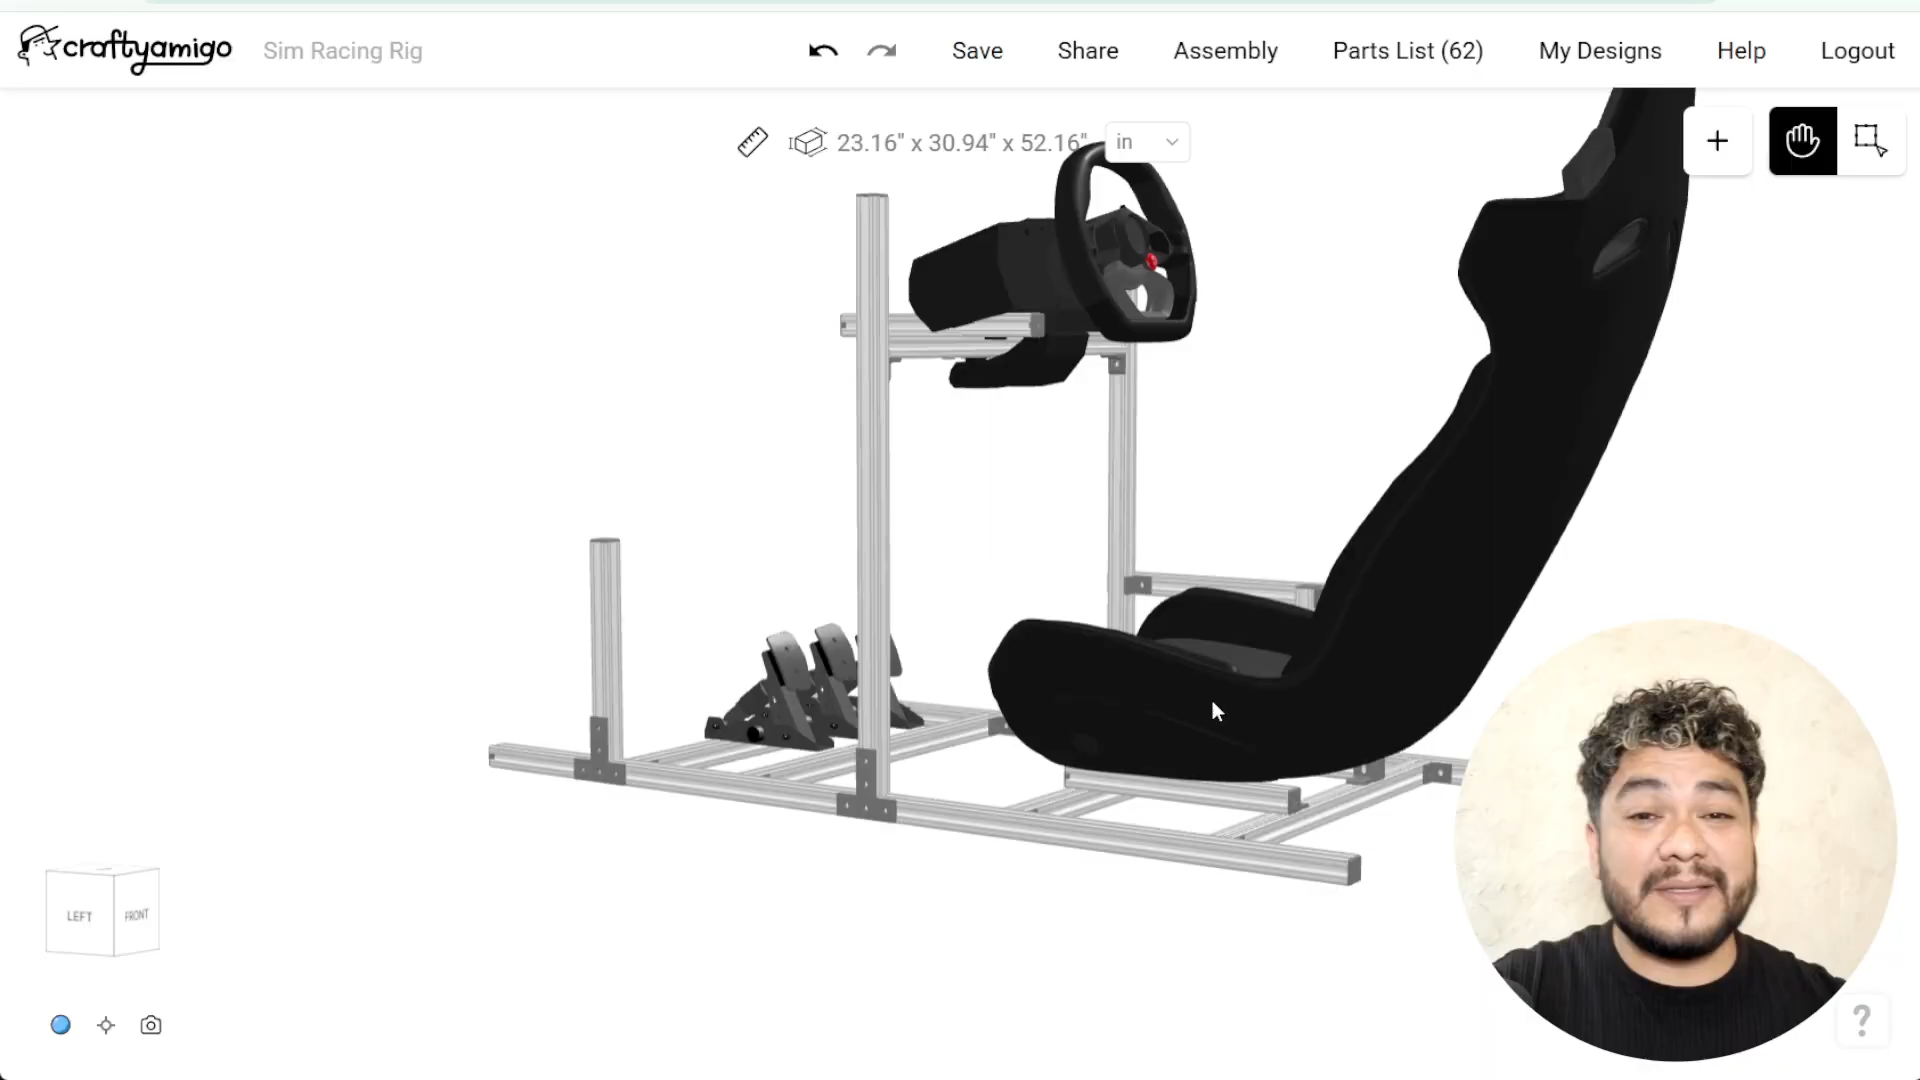 craftyamigo Sim Racing Rig Save Share Assembly Parts List (62) My Designs Help Logout
23.16" x 30.94" x 52.16" in
LEFT FRONT
?